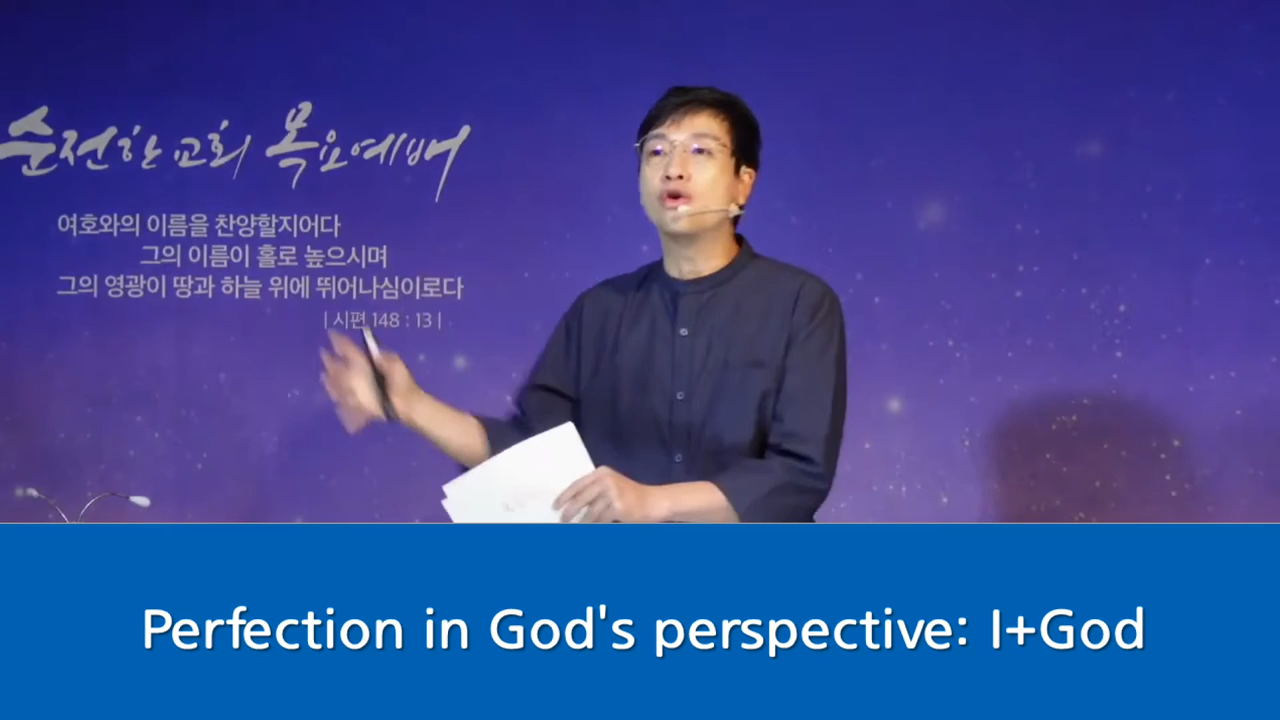 순전한 교회 목요예배
여호와의 이름을 찬양할지어다
그의 이름이 홀로 높으시며
그의 영광이 땅과 하늘 위에 뛰어나심이로다
| 시편 148 : 13 |
Perfection in God's perspective: I+God